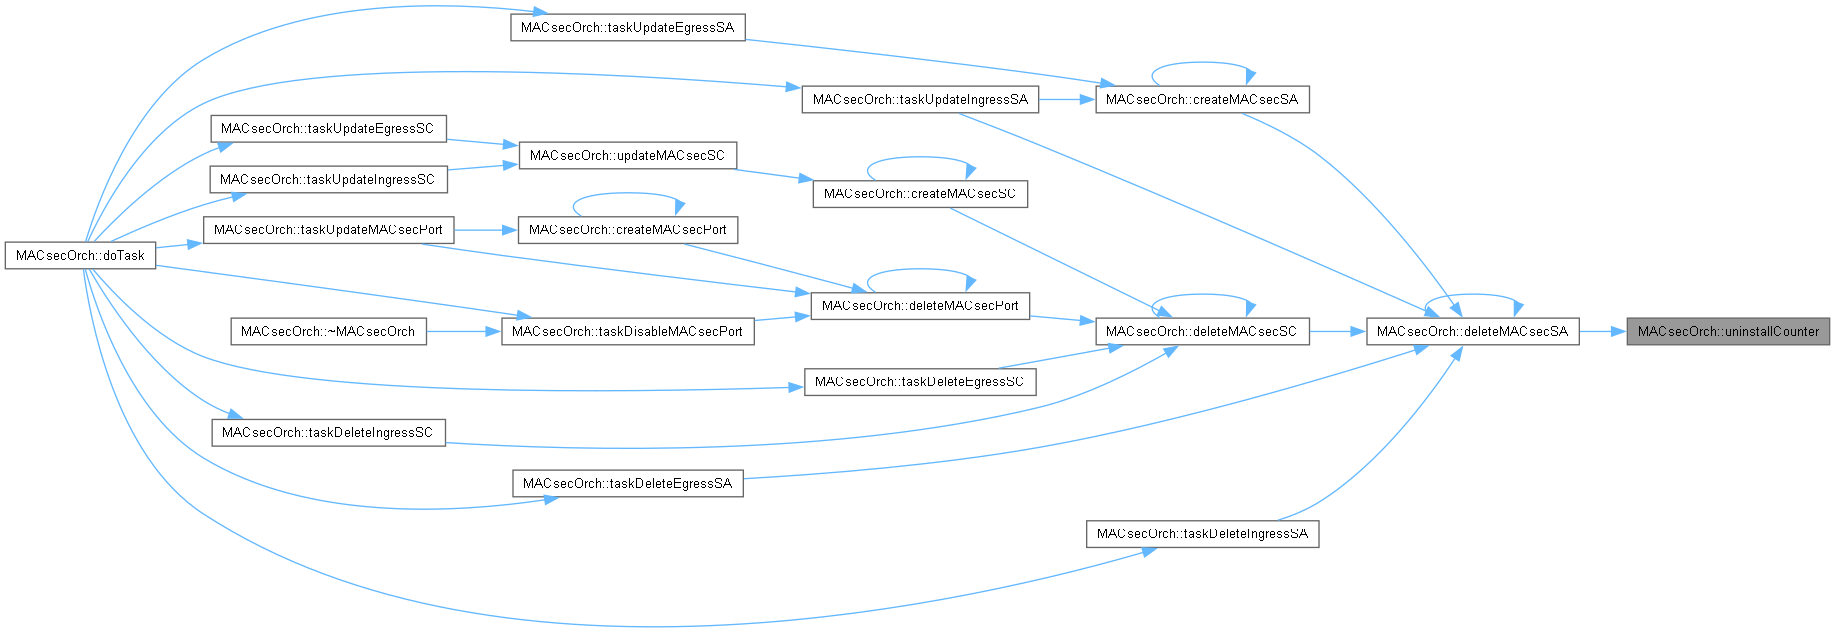 MACsecOrch::taskUpdateEgressSA
MACsecOrch::taskUpdateIngressSA
MACsecOrch::createMACsecSA
MACsecOrch::taskUpdateEgressSC
MACsecOrch::updateMACsecSC
MACsecOrch::taskUpdateIngressSC
MACsecOrch::createMACsecSC
MACsecOrch::taskUpdateMACsecPort
MACsecOrch::createMACsecPort
MACsecOrch::doTask
MACsecOrch::deleteMACsecPort
MACsecOrch::~MACsecOrch
MACsecOrch::taskDisableMACsecPort
MACsecOrch::deleteMACsecSC
MACsecOrch::deleteMACsecSA
MACsecOrch::uninstallCounter
MACsecOrch::taskDeleteEgressSC
MACsecOrch::taskDeleteIngressSC
MACsecOrch::taskDeleteEgressSA
MACsecOrch::taskDeleteIngressSA